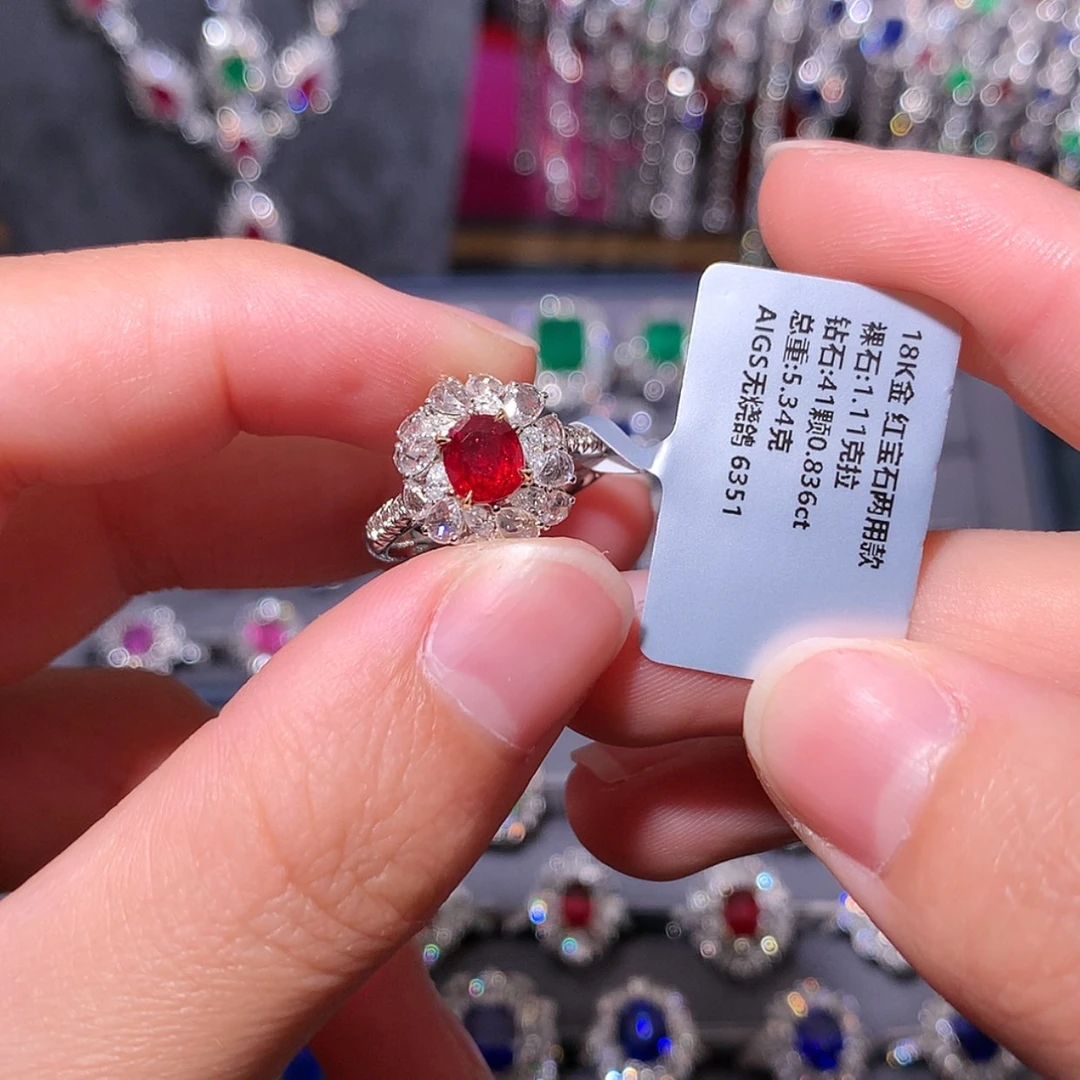 18K金 红宝石两用款
裸石:1.11克拉
钻石:41颗0.836ct
总重:5.34克
AIGS无烧鸽 6351